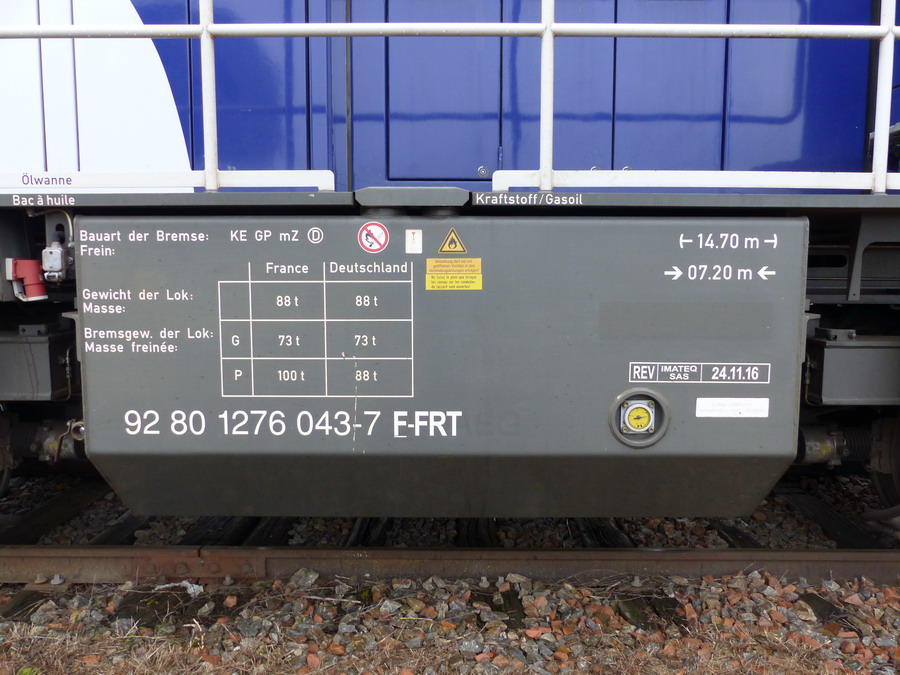 Ölwanne
Bac à huile
Kraftstoff/Gasoil
Bauart der Bremse: KE GP mZ D
Frein:
14.70 m
07.20 m
France Deutschland
Gewicht der Lok: 88 t 88 t
Masse:
Bremsgew. der Lok: G 73 t 73 t
Masse freinée:
P 100 t 88 t
REV IMATEQ SAS 24.11.16
92 80 1276 043-7 F-FRT